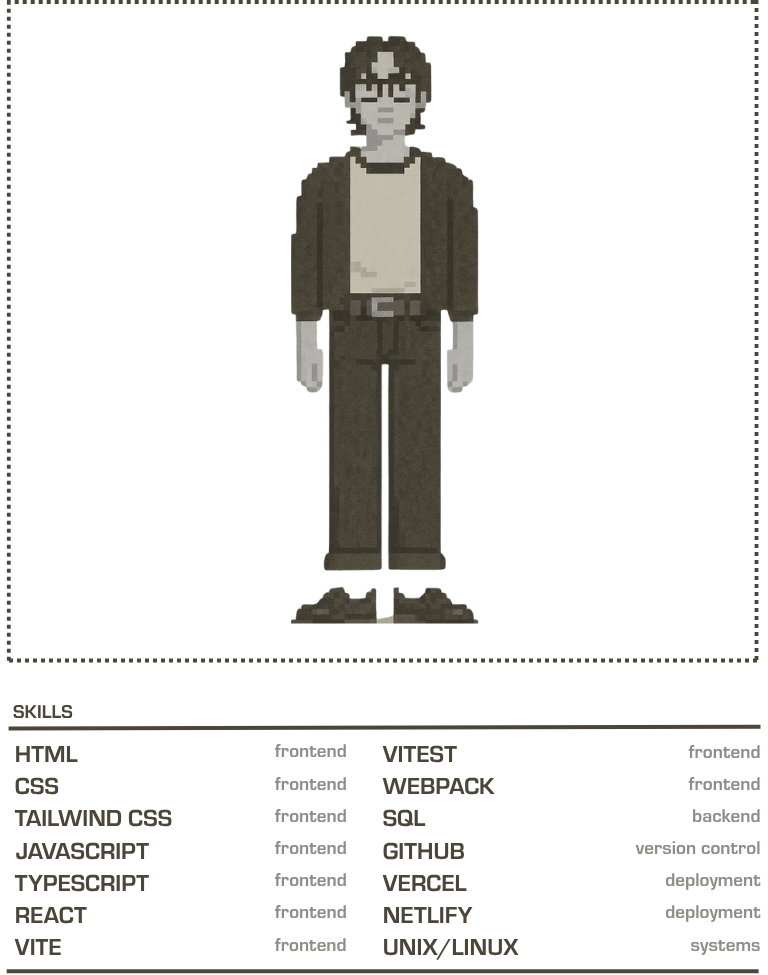 SKILLS
HTML frontend
CSS frontend
TAILWIND CSS frontend
JAVASCRIPT frontend
TYPESCRIPT frontend
REACT frontend
VITE frontend
VITEST frontend
WEBPACK frontend
SQL backend
GITHUB version control
VERCEL deployment
NETLIFY deployment
UNIX/LINUX systems